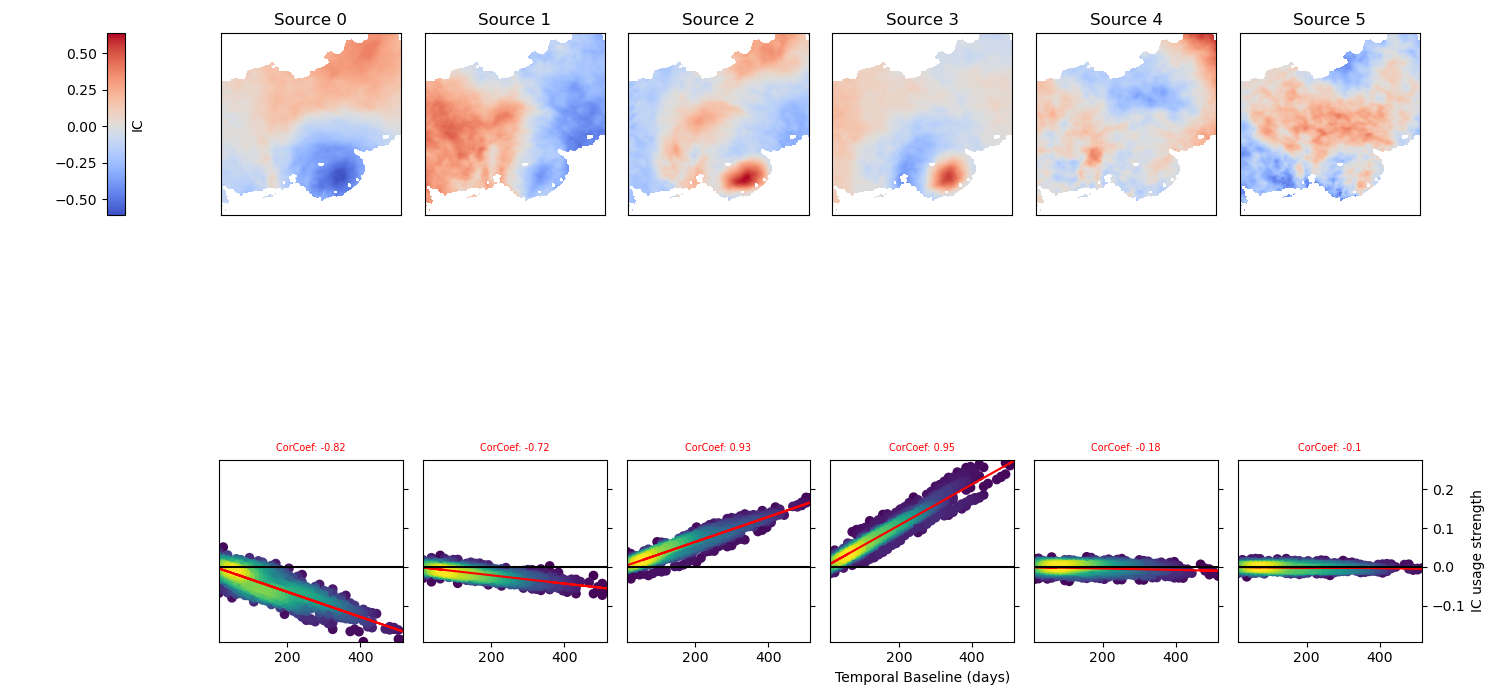 Source 0 Source 1 Source 2 Source 3 Source 4 Source 5
0.50
0.25
0.00
−0.25
−0.50
IC
CorCoef: -0.82 CorCoef: -0.72 CorCoef: 0.93 CorCoef: 0.95 CorCoef: -0.18 CorCoef: -0.1
0.2
0.1
0.0
−0.1
IC usage strength
200 400 200 400 200 400 200 400 200 400 200 400
Temporal Baseline (days)